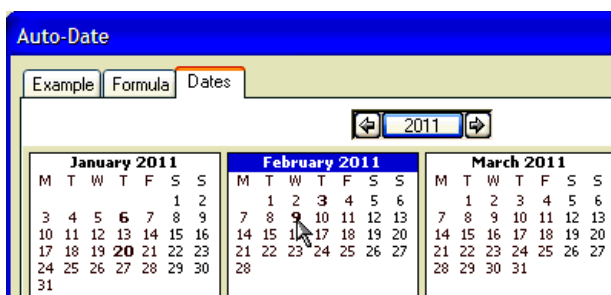 Auto-Date
Example Formula Dates
2011
January 2011
M T W T F S S
1 2
3 4 5 6 7 8 9
10 11 12 13 14 15 16
17 18 19 20 21 22 23
24 25 26 27 28 29 30
31
February 2011
M T W T F S S
1 2 3 4 5 6
7 8 9 10 11 12 13
14 15 17 18 19 20
21 22 23 24 25 26 27
28
March 2011
M T W T F S S
1 2 3 4 5 6
7 8 9 10 11 12 13
14 15 16 17 18 19 20
21 22 23 24 25 26 27
28 29 30 31